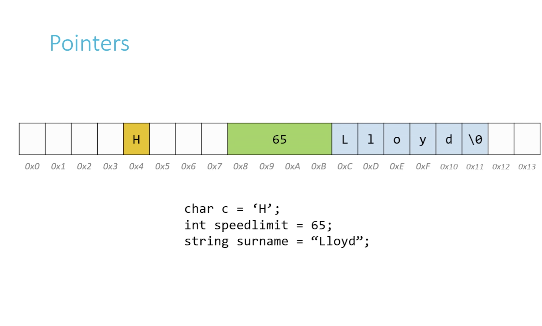 Pointers
H 65 L l o y d \0
0x0 0x1 0x2 0x3 0x4 0x5 0x6 0x7 0x8 0x9 0xA 0xB 0xC 0xD 0xE 0xF 0x10 0x11 0x12 0x13
char c = ‘H’;
int speedlimit = 65;
string surname = “Lloyd”;